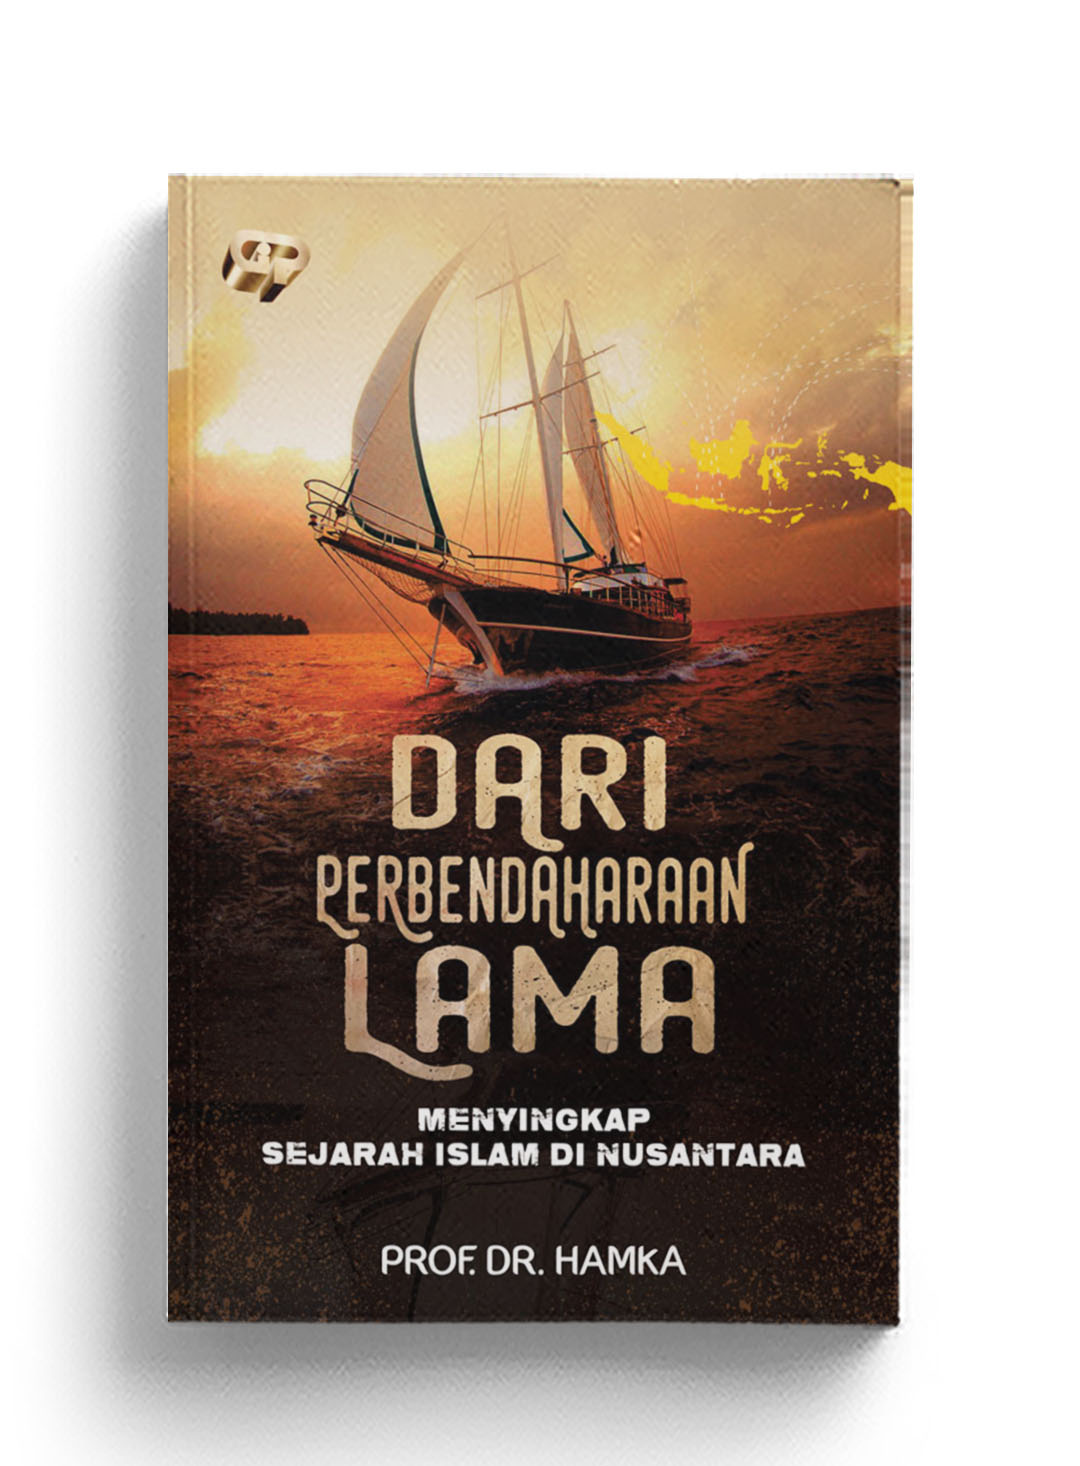 DARI
PERBENDAHARAAN
LAMA
MENYINGKAP
SEJARAH ISLAM DI NUSANTARA
PROF. DR. HAMKA